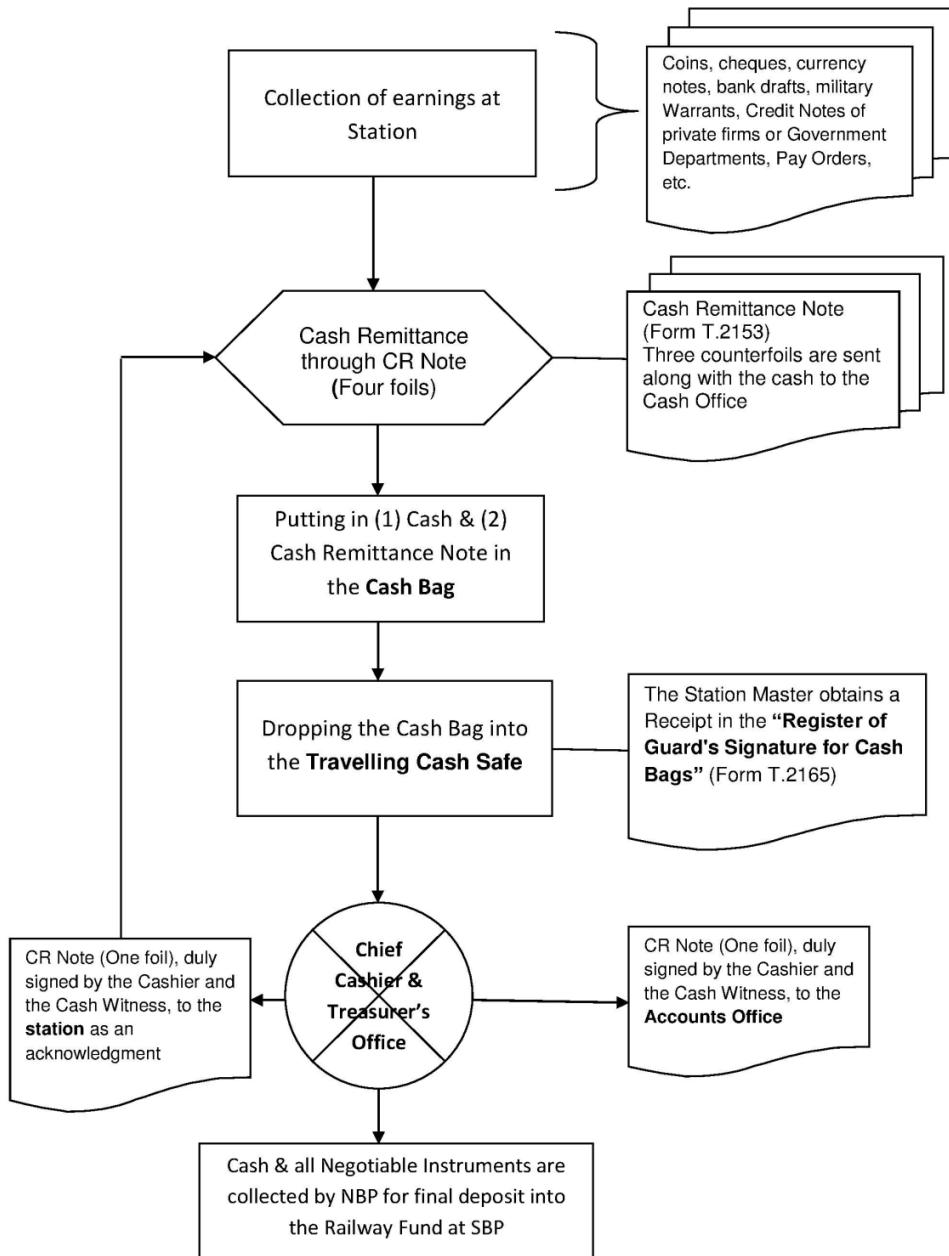 Collection of earnings at
Station
Coins, cheques, currency
notes, bank drafts, military
Warrants, Credit Notes of
private firms or Government
Departments, Pay Orders,
etc.
Cash Remittance
through CR Note
(Four foils)
Cash Remittance Note
(Form T.2153)
Three counterfoils are sent
along with the cash to the
Cash Office
Putting in (1) Cash & (2)
Cash Remittance Note in
the Cash Bag
Dropping the Cash Bag into
the Travelling Cash Safe
The Station Master obtains a
Receipt in the “Register of
Guard's Signature for Cash
Bags” (Form T.2165)
CR Note (One foil), duly
signed by the Cashier and
the Cash Witness, to the
station as an
acknowledgment
Chief
Cashier &
Treasurer’s
Office
CR Note (One foil), duly
signed by the Cashier and
the Cash Witness, to the
Accounts Office
Cash & all Negotiable Instruments are
collected by NBP for final deposit into
the Railway Fund at SBP